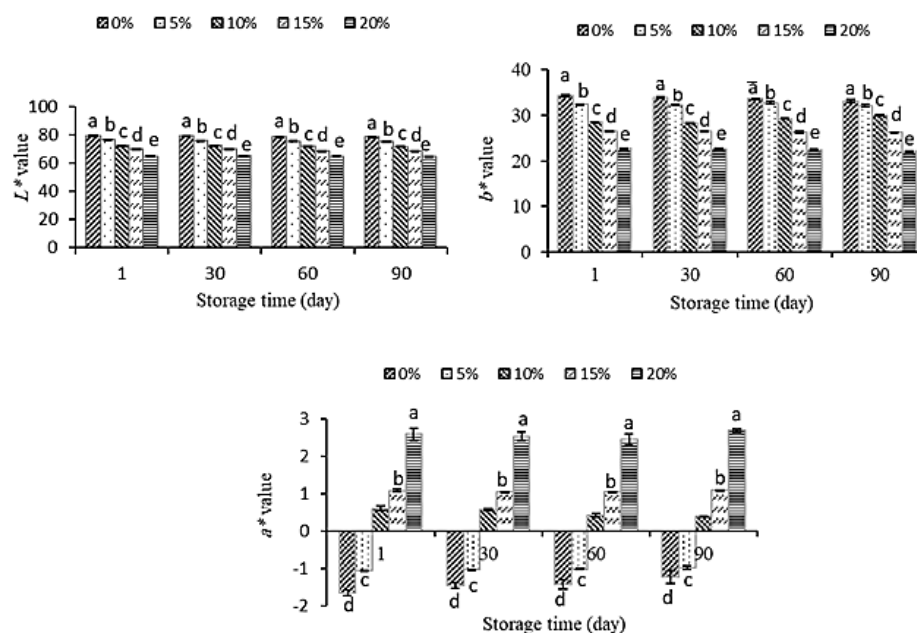 0% 5% 10% 15% 20%
L* value
100
80
60
40
20
0
a b c d e
a b c d e
a b c d e
a b c d e
1 30 60 90
Storage time (day)
0% 5% 10% 15% 20%
b* value
40
30
20
10
0
a b c d e
a b c d e
a b c d e
a b c d e
1 30 60 90
Storage time (day)
0% 5% 10% 15% 20%
a* value
3
2
1
0
-1
-2
d c b a
d c b a
d c b a
d c b a
1 30 60 90
Storage time (day)